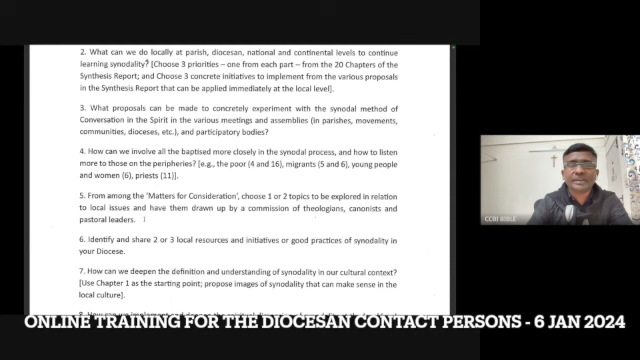 2. What can we do locally at parish, diocesan, national and continental levels to continue
learning synodality? [Choose 3 priorities – one from each part – from the 20 Chapters of the
Synthesis Report; and Choose 3 concrete initiatives to implement from the various proposals
in the Synthesis Report that can be applied immediately at the local level].
3. What proposals can be made to concretely experiment with the synodal method of
Conversation in the Spirit in the various meetings and assemblies (in parishes, movements,
communities, dioceses, etc.), and participatory bodies?
4. How can we involve all the baptised more closely in the synodal process, and how to listen
more to those on the peripheries? [e.g., the poor (4 and 16), migrants (5 and 6), young people
and women (6), priests (11)].
5. From among the 'Matters for Consideration', choose 1 or 2 topics to be explored in relation
to local issues and have them drawn up by a commission of theologians, canonists and
pastoral leaders.
6. Identify and share 2 or 3 local resources and initiatives or good practices of synodality in
your Diocese.
7. How can we deepen the definition and understanding of synodality in our cultural context?
[Use Chapter 1 as the starting point; propose images of synodality that can make sense in the
local culture].
8. How can we implement and
CCBI BIBLE
ONLINE TRAINING FOR THE DIOCESAN CONTACT PERSONS - 6 JAN 2024